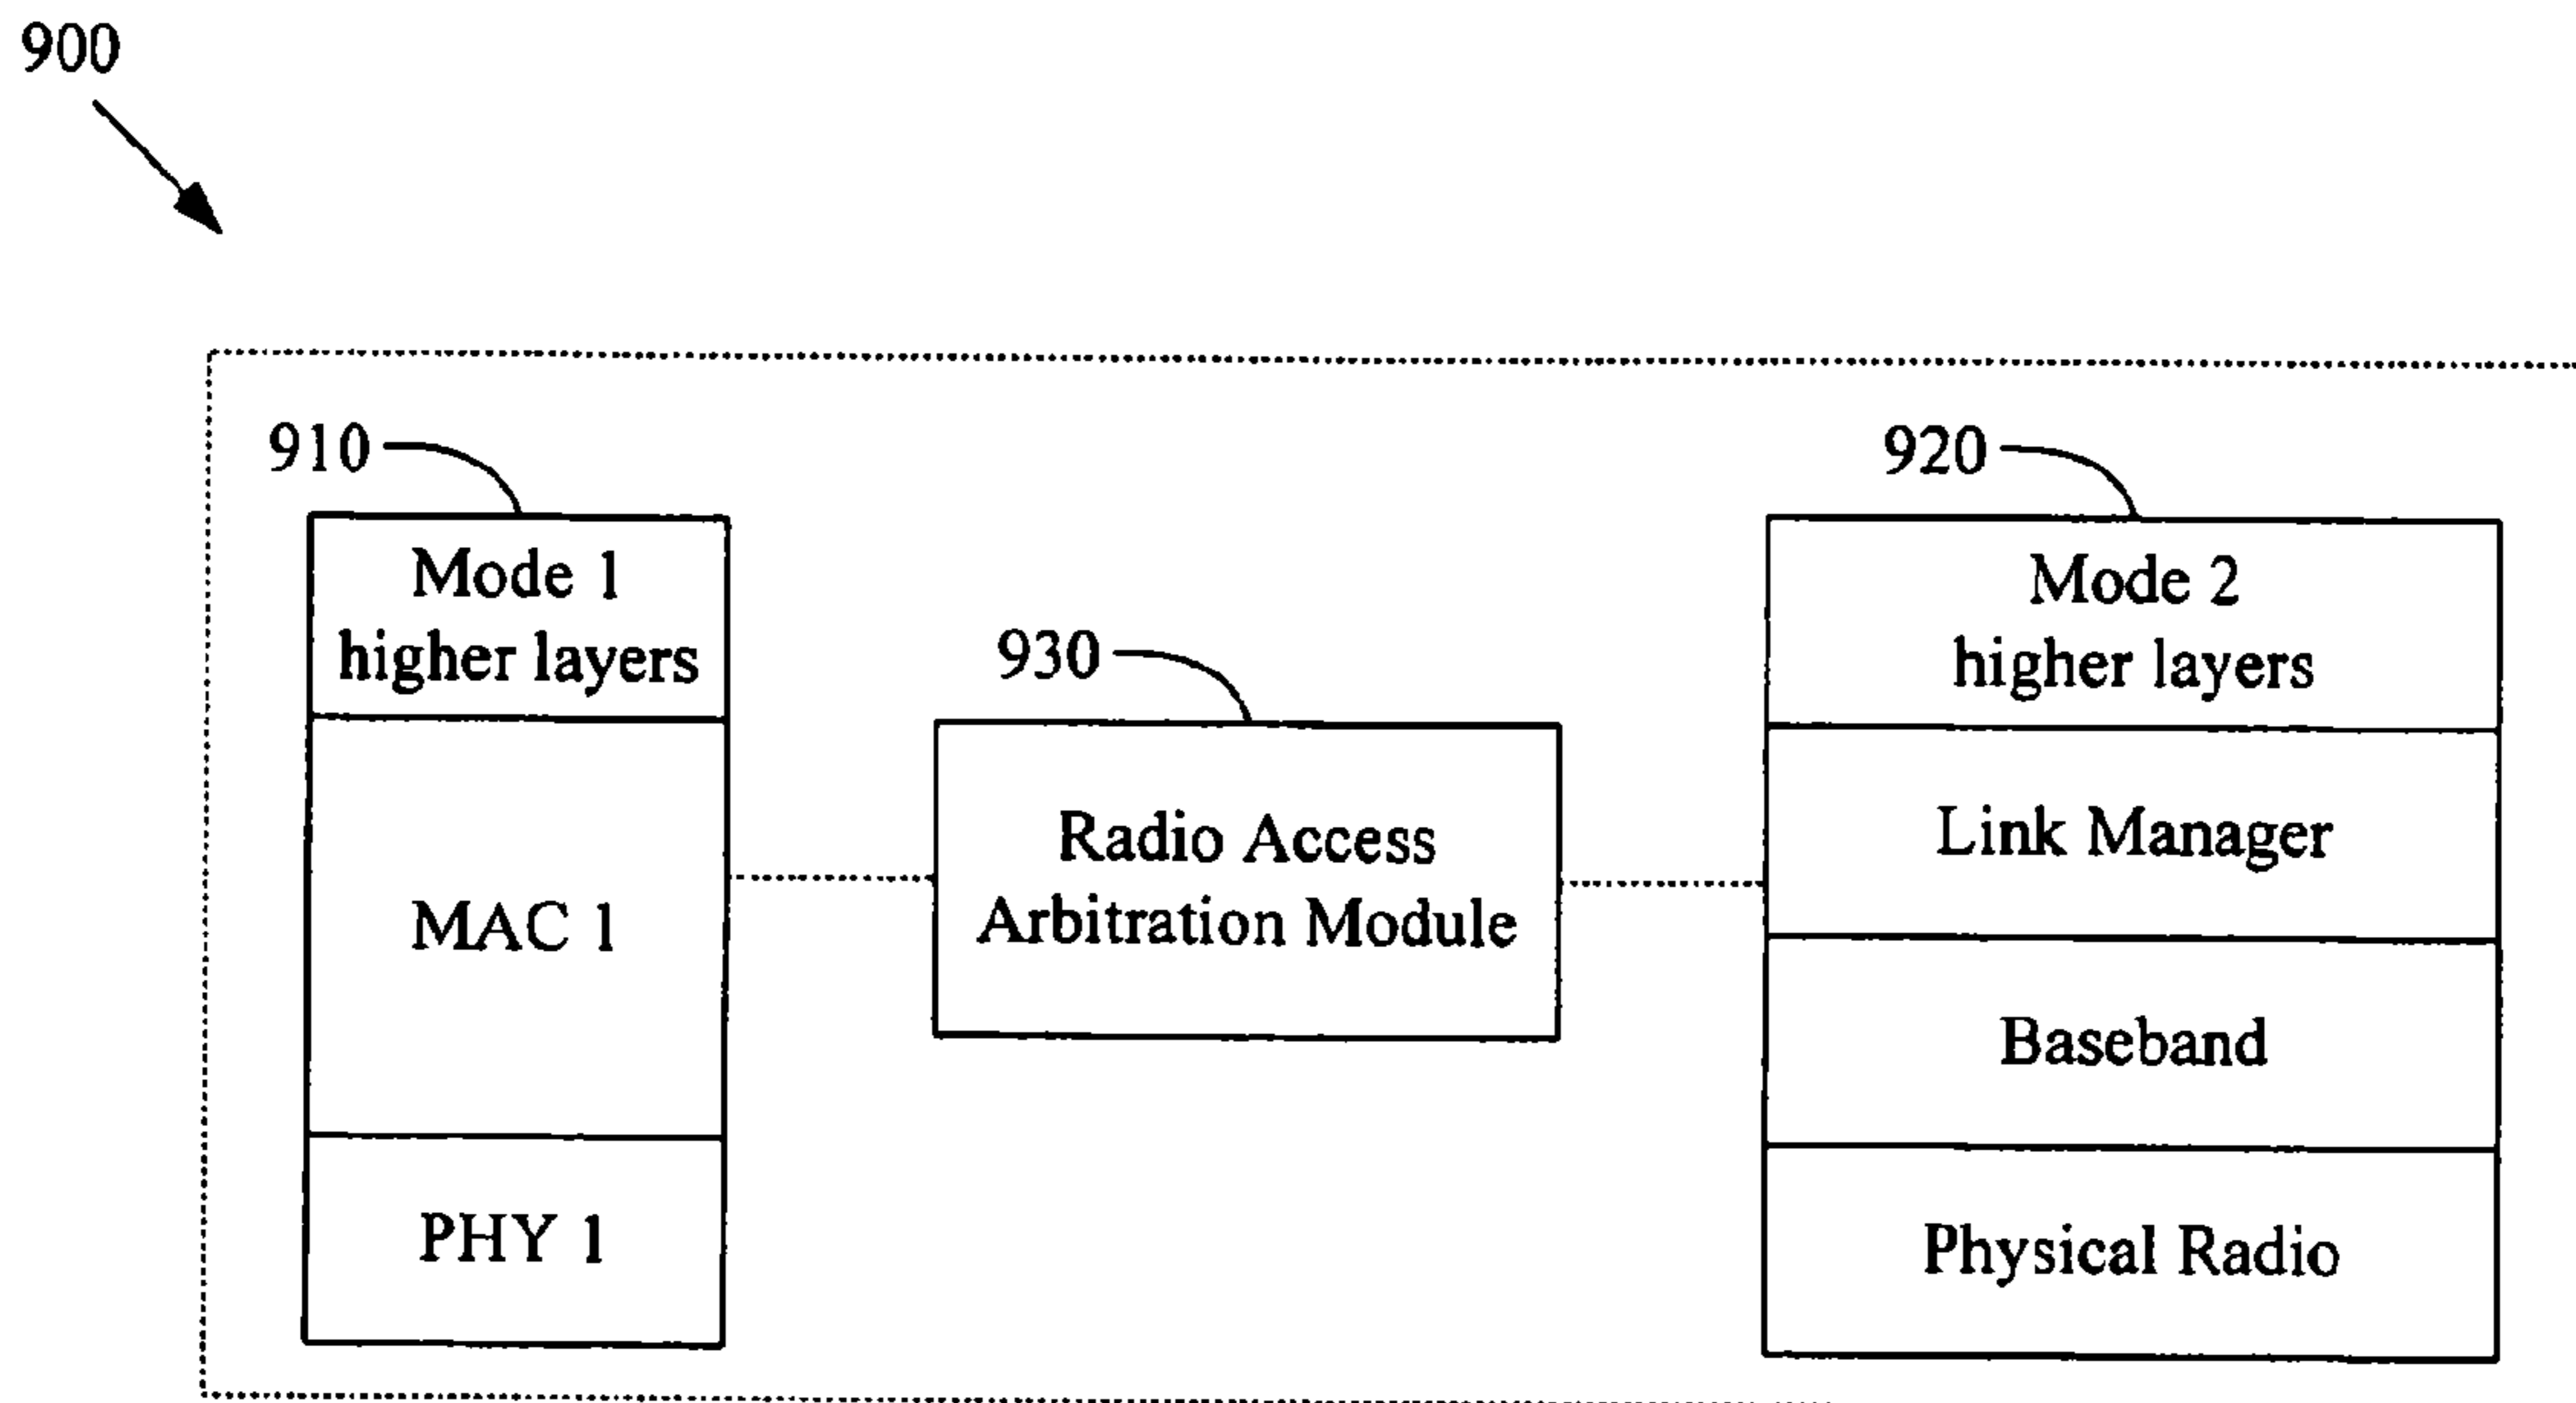 900
910
920
Mode 1
higher layers
Mode 2
higher layers
930
Radio Access
Arbitration Module
Link Manager
MAC 1
Baseband
PHY 1
Physical Radio